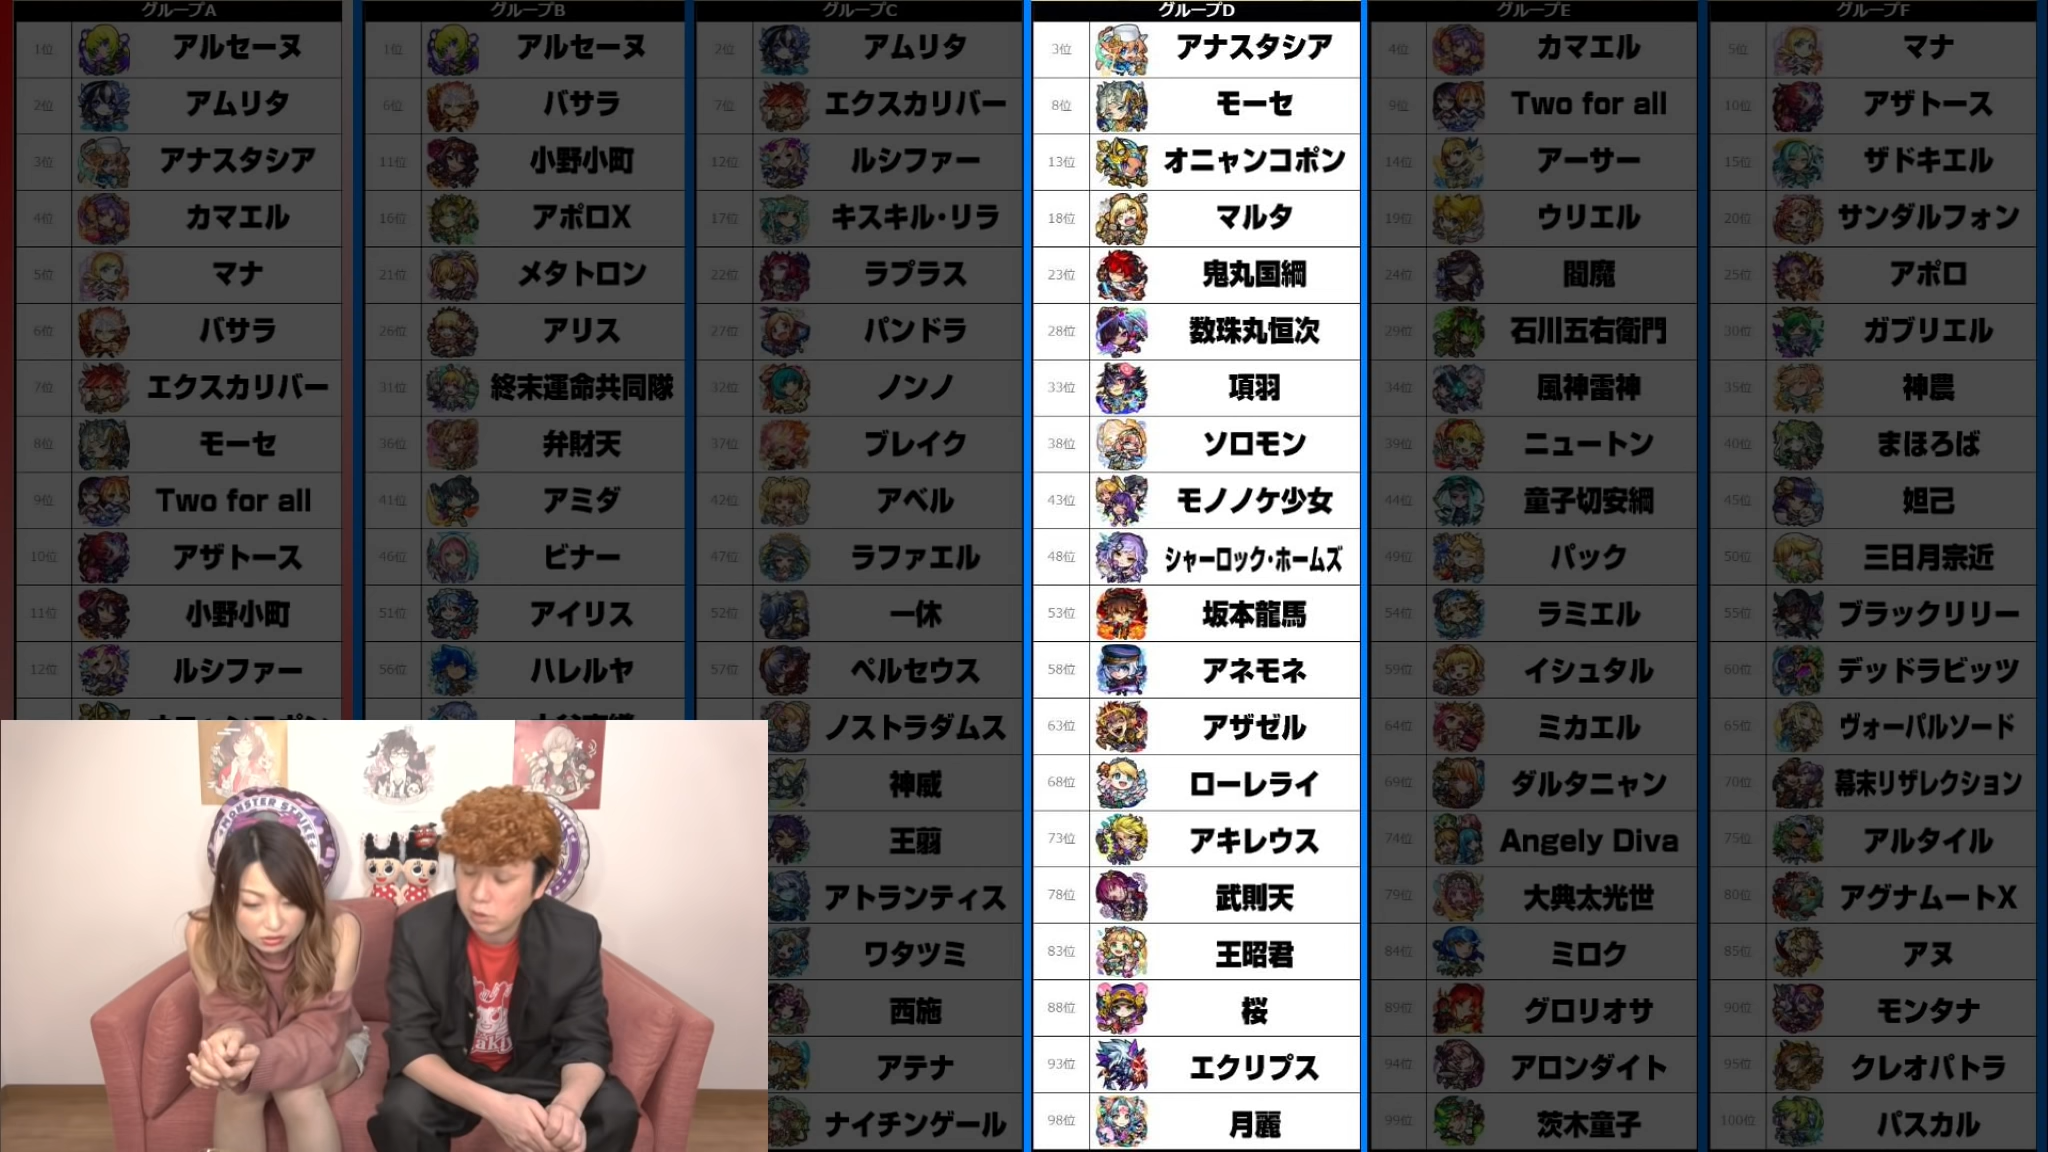 グループA
1位 アルセーヌ
2位 アムリタ
3位 アナスタシア
4位 カマエル
5位 マナ
6位 バサラ
7位 エクスカリバー
8位 モーセ
9位 Two for all
10位 アザトース
11位 小野小町
12位 ルシファー
グループB
1位 アルセーヌ
6位 バサラ
11位 小野小町
16位 アポロX
21位 メタトロン
26位 アリス
31位 終末運命共同隊
36位 弁財天
41位 アミダ
46位 ビナー
51位 アイリス
56位 ハレルヤ
グループC
2位 アムリタ
7位 エクスカリバー
12位 ルシファー
17位 キスキル・リラ
22位 ラプラス
27位 パンドラ
32位 ノンノ
37位 ブレイク
42位 アベル
47位 ラファエル
52位 一休
57位 ペルセウス
ノストラダムス
神威
王翦
アトランティス
ワタツミ
西施
アテナ
ナイチンゲール
グループD
3位 アナスタシア
8位 モーセ
13位 オニャンコポン
18位 マルタ
23位 鬼丸国綱
28位 数珠丸恒次
33位 項羽
38位 ソロモン
43位 モノノケ少女
48位 シャーロック・ホームズ
53位 坂本龍馬
58位 アネモネ
63位 アザゼル
68位 ローレライ
73位 アキレウス
78位 武則天
83位 王昭君
88位 桜
93位 エクリプス
98位 月麗
グループE
4位 カマエル
9位 Two for all
14位 アーサー
19位 ウリエル
24位 閻魔
29位 石川五右衛門
34位 風神雷神
39位 ニュートン
44位 童子切安綱
49位 パック
54位 ラミエル
59位 イシュタル
64位 ミカエル
69位 ダルタニャン
74位 Angely Diva
79位 大典太光世
84位 ミロク
89位 グロリオサ
94位 アロンダイト
99位 茨木童子
グループF
5位 マナ
10位 アザトース
15位 ザドキエル
20位 サンダルフォン
25位 アポロ
30位 ガブリエル
35位 神農
40位 まほろば
45位 妲己
50位 三日月宗近
55位 ブラックリリー
60位 デッドラビッツ
65位 ヴォーパルソード
70位 幕末リザレクション
75位 アルタイル
80位 アグナムートX
85位 アヌ
90位 モンタナ
95位 クレオパトラ
100位 パスカル
MONSTER STRIKE